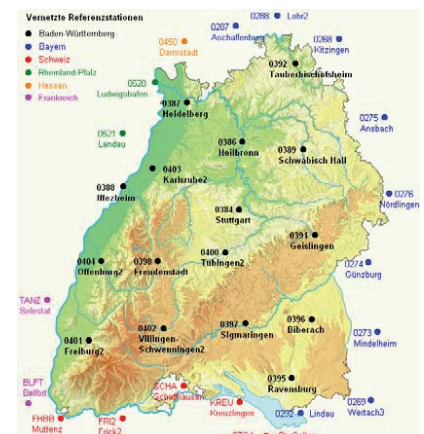 Vernetzte Referenzstationen
Baden-Württemberg
Bayern
Schweiz
Rheinland-Pfalz
Hessen
Frankreich
0288 Lohr2
0207
Aschaffenburg
0450
Darmstadt
0268
Kitzingen
0392
Tauberbischofsheim
0520
Ludwigshafen
0387
Heidelberg
0275
Ansbach
0521
Landau
0386
Heilbronn
0389
Schwäbisch Hall
0403
Karlsruhe2
0388
Iffezheim
0276
Nördlingen
0384
Stuttgart
0391
Geislingen
0404
Offenburg2
0398
Freudenstadt
0400
Tübingen2
0274
Günzburg
TANZ
Selestat
0401
Freiburg2
0402
Villingen-
Schwenningen2
0397
Sigmaringen
0396
Biberach
0273
Mindelheim
BLFT
Belfort
0395
Ravensburg
SCHA
Schaffhausen
KREU
Kreuzlingen
0269
Wertach3
0292 Lindau
FHBB
Muttenz
FRI2
Frick2